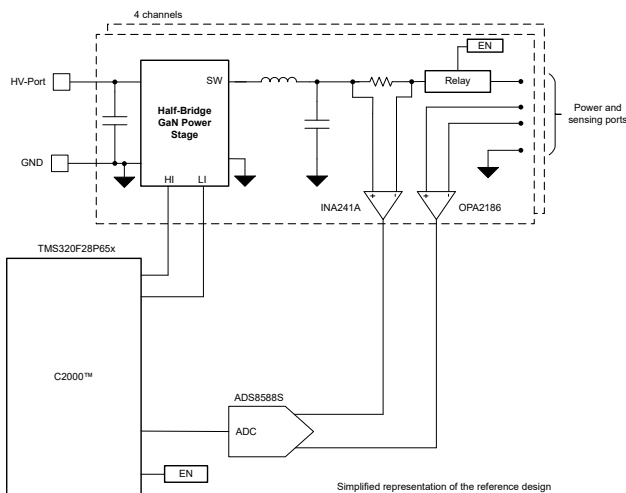 4 channels
EN
HV-Port
SW
Relay
Half-Bridge
GaN Power
Stage
Power and
sensing ports
GND
HI LI
+ -
+ -
INA241A
OPA2186
TMS320F28P65x
C2000™
ADS8588S
ADC
EN
Simplified representation of the reference design